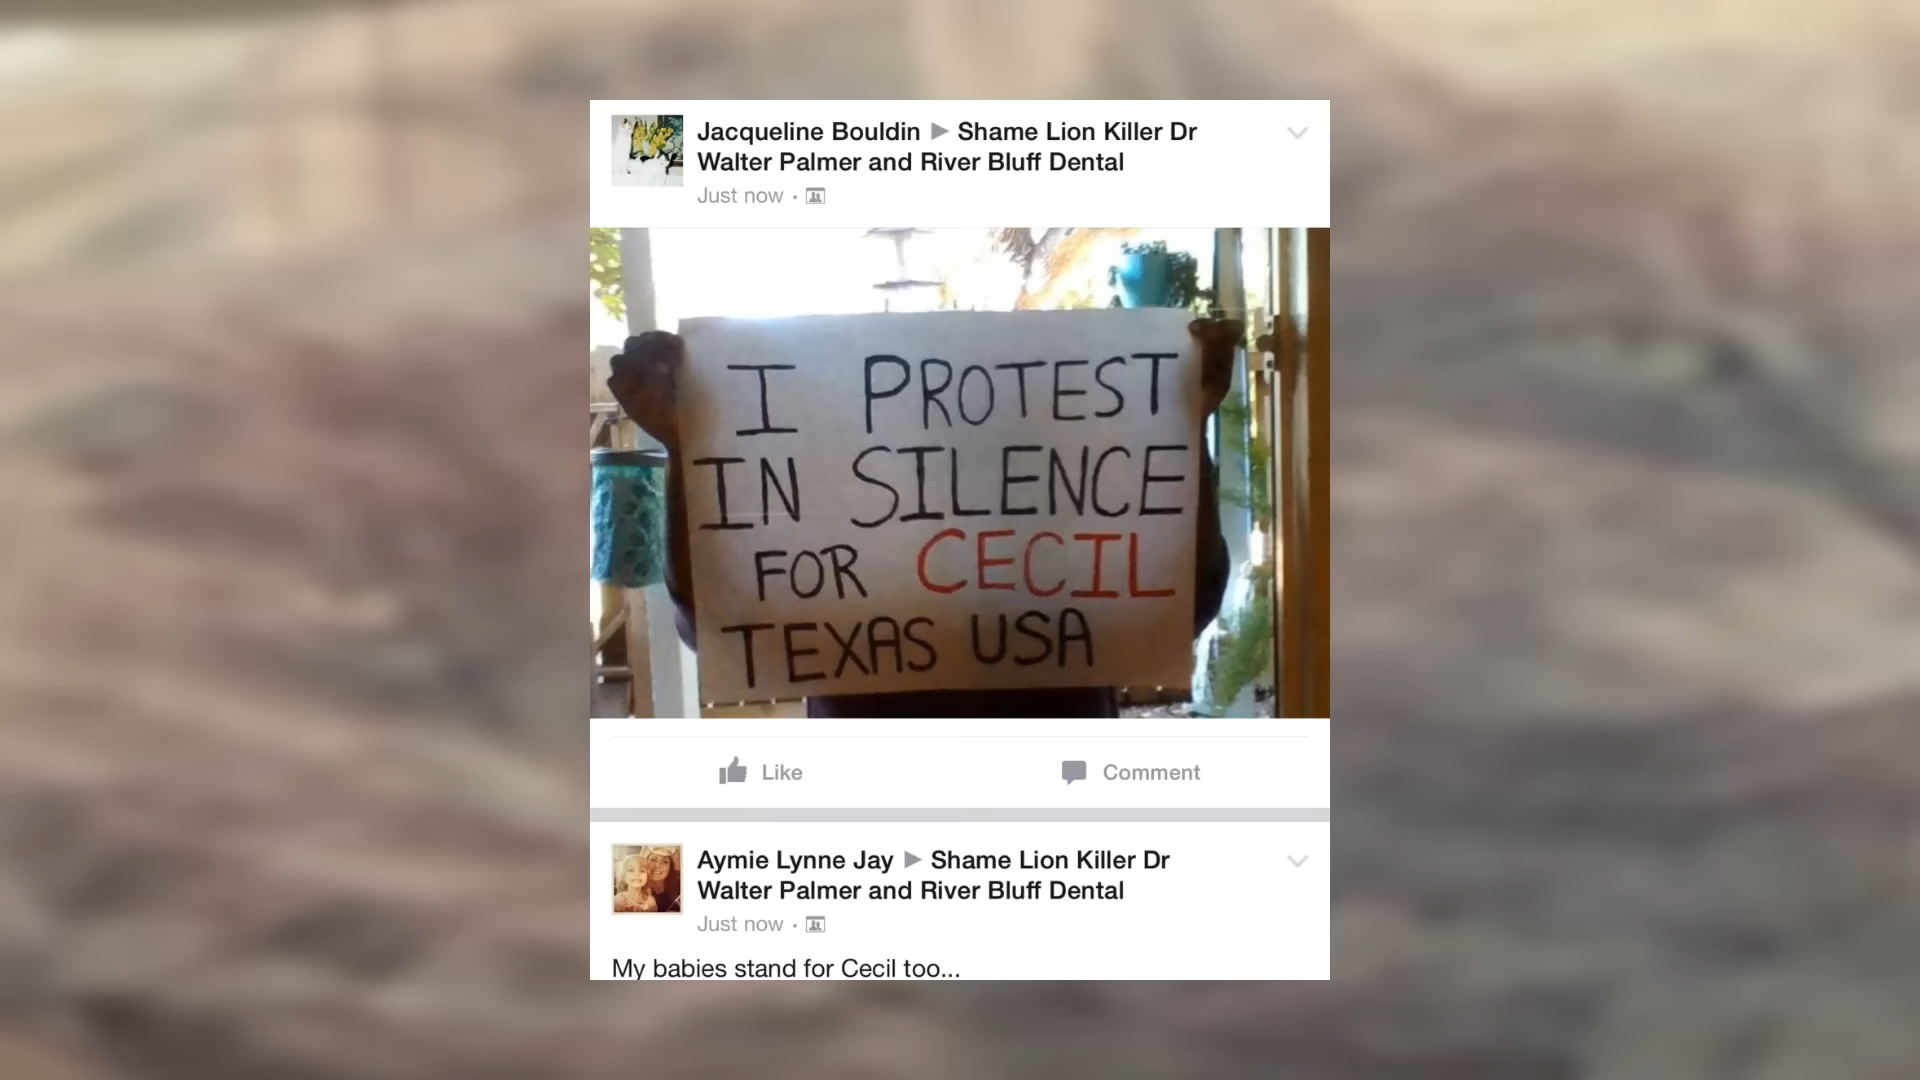 Jacqueline Bouldin ▶ Shame Lion Killer Dr
Walter Palmer and River Bluff Dental
Just now ·
I PROTEST
IN SILENCE
FOR CECIL
TEXAS USA
Like
Comment
Aymie Lynne Jay ▶ Shame Lion Killer Dr
Walter Palmer and River Bluff Dental
Just now ·
My babies stand for Cecil too...